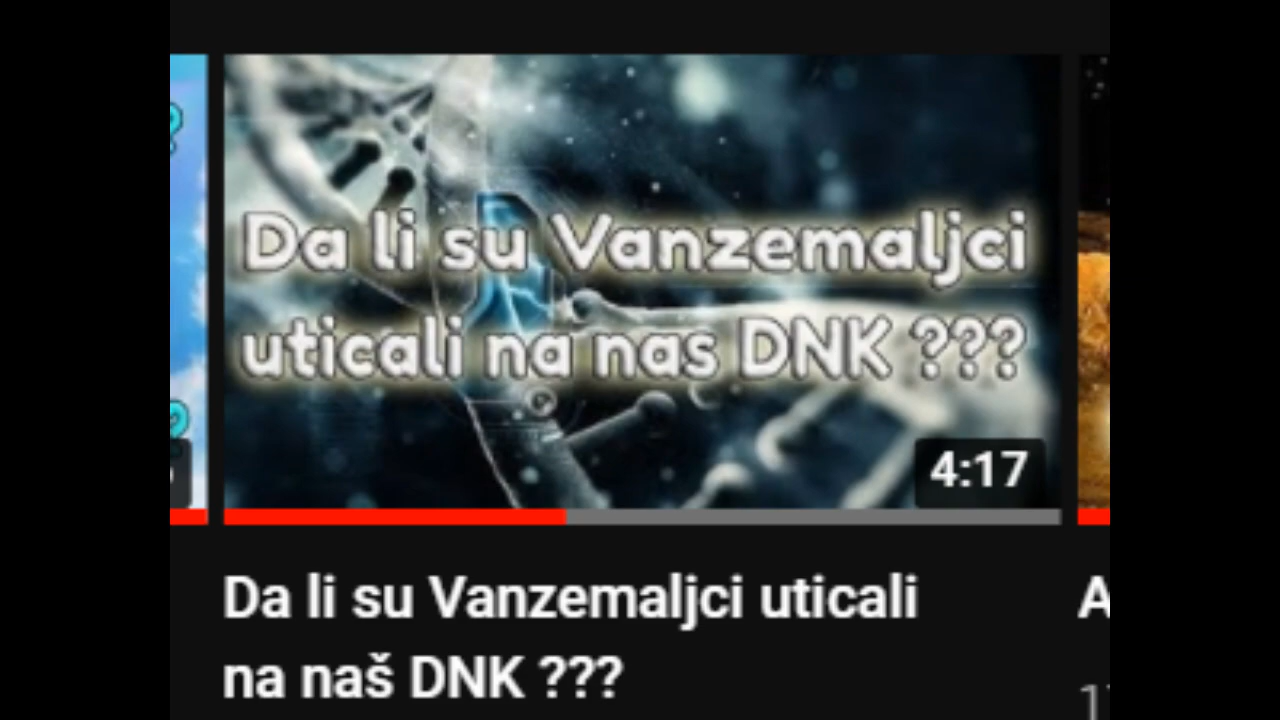 Da li su Vanzemaljci
uticali na nas DNK ???
4:17
Da li su Vanzemaljci uticali
na naš DNK ???